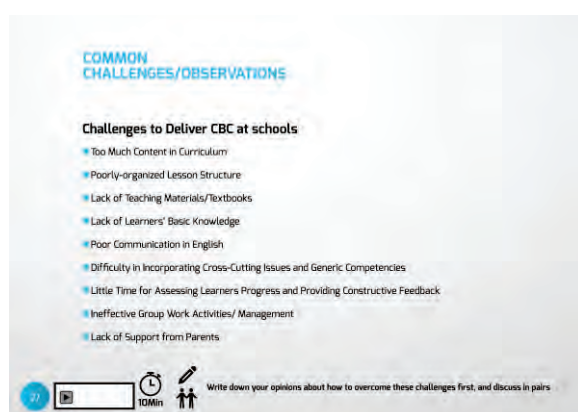 COMMON
CHALLENGES/OBSERVATIONS
Challenges to Deliver CBC at schools
Too Much Content in Curriculum
Poorly-organized Lesson Structure
Lack of Teaching Materials/Textbooks
Lack of Learners' Basic Knowledge
Poor Communication in English
Difficulty in Incorporating Cross-Cutting Issues and Generic Competencies
Little Time for Assessing Learners Progress and Providing Constructive Feedback
Ineffective Group Work Activities/ Management
Lack of Support from Parents
Write down your opinions about how to overcome these challenges first, and discuss in pairs
10Min